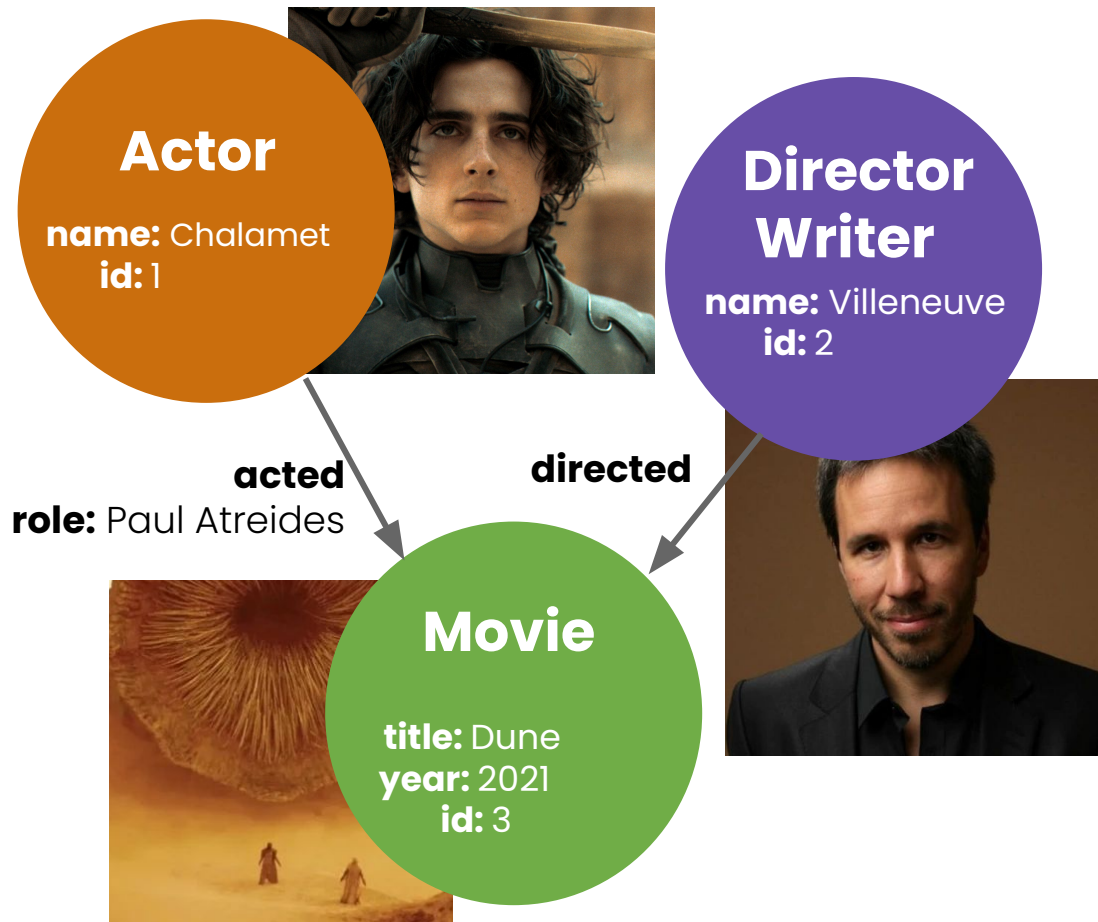 Actor
name: Chalamet
id: 1
Director
Writer
name: Villeneuve
id: 2
acted
role: Paul Atreides
directed
Movie
title: Dune
year: 2021
id: 3